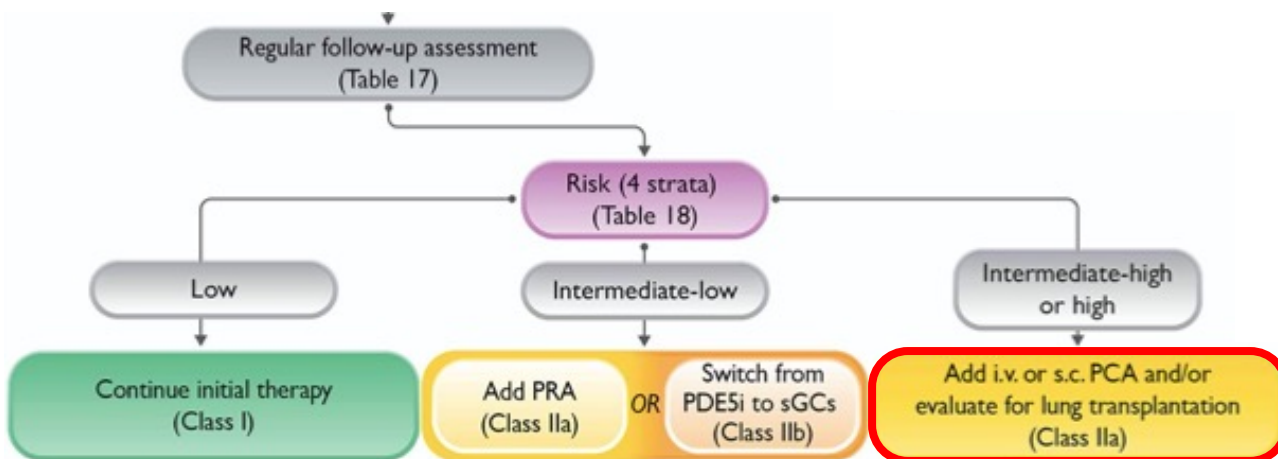 Regular follow-up assessment
(Table 17)
Risk (4 strata)
(Table 18)
Low
Intermediate-low
Intermediate-high
or high
Continue initial therapy
(Class I)
Add PRA
(Class IIa)
OR
Switch from
PDE5i to sGCs
(Class IIb)
Add i.v. or s.c. PCA and/or
evaluate for lung transplantation
(Class IIa)